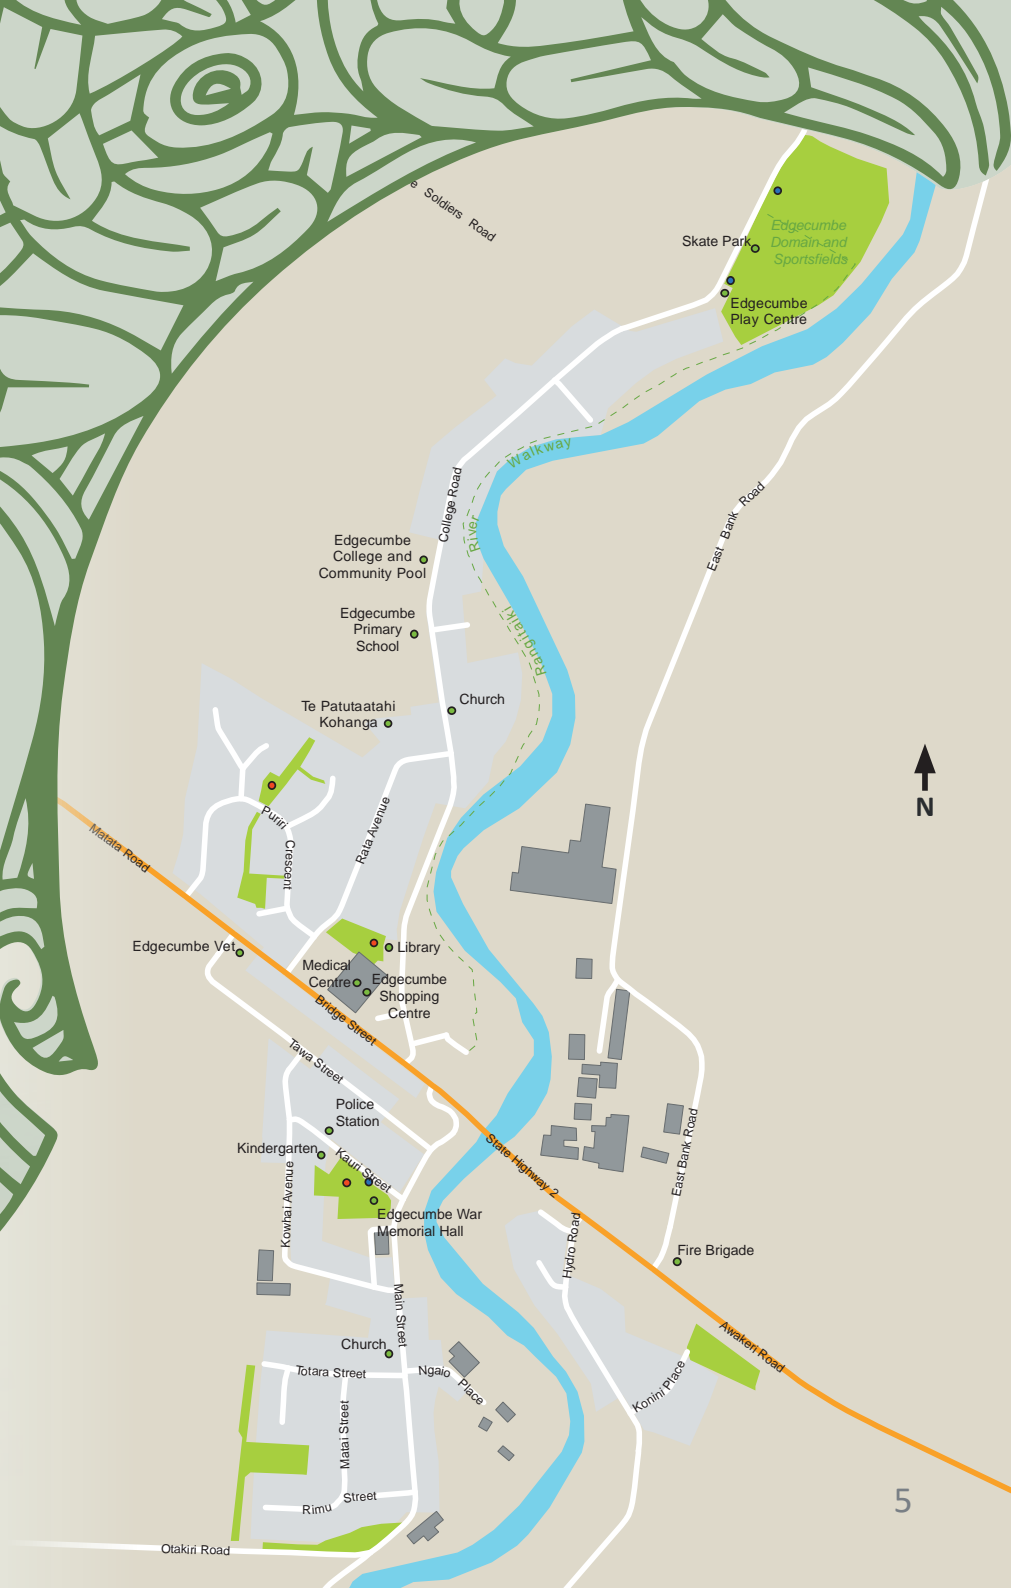 e Soldiers Road
Skate Park
Edgecumbe
Domain and
Sportsfields
Edgecumbe
Play Centre
Walkway
River
Rangitaiki
College Road
East Bank Road
Edgecumbe
College and
Community Pool
Edgecumbe
Primary
School
Te Patutaatahi
Kohanga
Church
N
Puriri
Crescent
Rata Avenue
Matata Road
Edgecumbe Vet
Library
Medical
Centre
Edgecumbe
Shopping
Centre
Bridge Street
Tawa Street
Police
Station
Kindergarten
Kauri Street
Kowhai Avenue
Edgecumbe War
Memorial Hall
State Highway 2
East Bank Road
Hydro Road
Fire Brigade
Main Street
Awakeri Road
Church
Totara Street
Ngaio
Place
Konini Place
Matai Street
Rimu Street
Otakiri Road
5